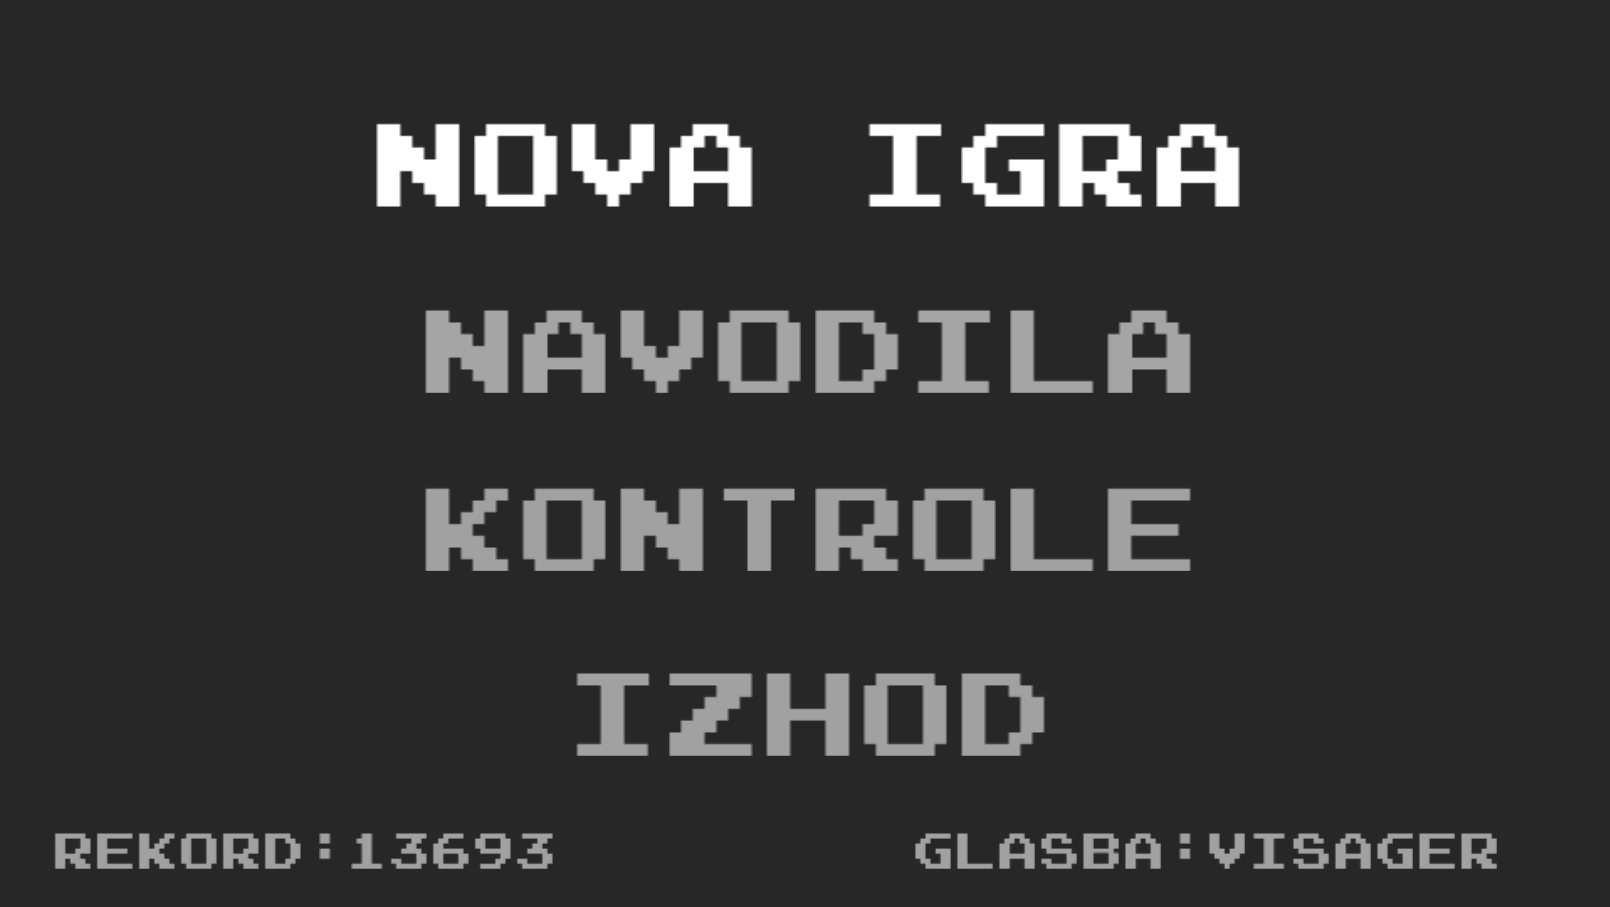 NOVA IGRA
NAVODILA
KONTROLE
IZHOD
REKORD:13693
GLASBA:VISAGER